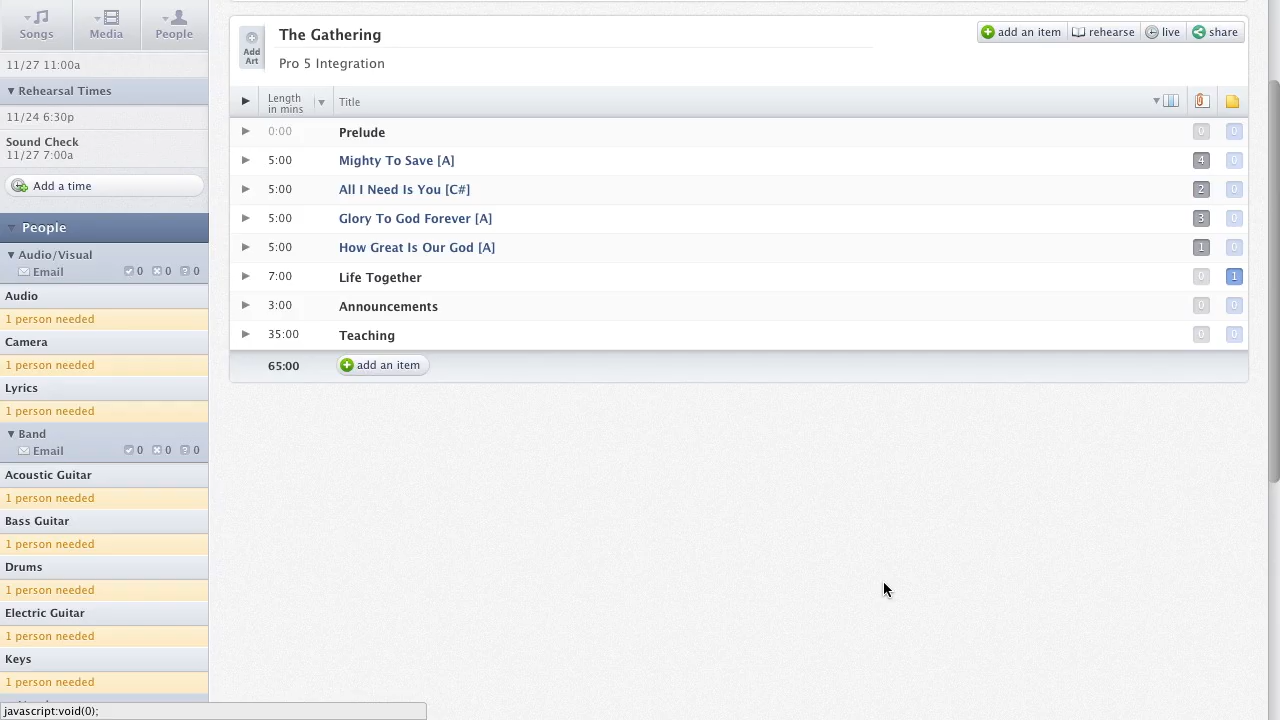 Songs
Media
People
11/27 11:00a
Rehearsal Times
11/24 6:30p
Sound Check
11/27 7:00a
Add a time
People
Audio/Visual
Email 0 0 0
Audio
1 person needed
Camera
1 person needed
Lyrics
1 person needed
Band
Email 0 0 0
Acoustic Guitar
1 person needed
Bass Guitar
1 person needed
Drums
1 person needed
Electric Guitar
1 person needed
Keys
1 person needed
javascript:void(0);
Add
Art
The Gathering
Pro 5 Integration
add an item
rehearse
live
share
Length
in mins
Title
0:00 Prelude 0 0
5:00 Mighty To Save [A] 4 0
5:00 All I Need Is You [C#] 2 0
5:00 Glory To God Forever [A] 3 0
5:00 How Great Is Our God [A] 1 0
7:00 Life Together 0 1
3:00 Announcements 0 0
35:00 Teaching 0 0
65:00 add an item